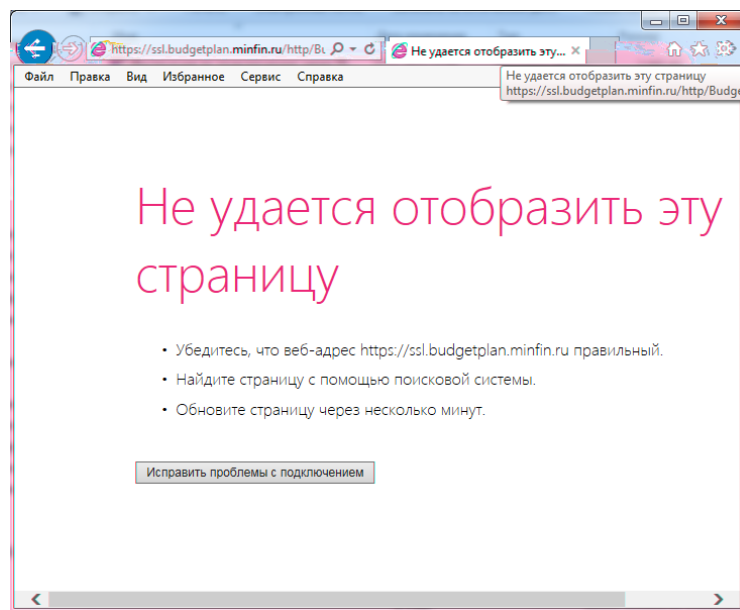 https://ssl.budgetplan.minfin.ru/http/Bu
Не удается отобразить эту...
Файл Правка Вид Избранное Сервис Справка
Не удается отобразить эту страницу
https://ssl.budgetplan.minfin.ru/http/Budge
Не удается отобразить эту
страницу
• Убедитесь, что веб-адрес https://ssl.budgetplan.minfin.ru правильный.
• Найдите страницу с помощью поисковой системы.
• Обновите страницу через несколько минут.
Исправить проблемы с подключением